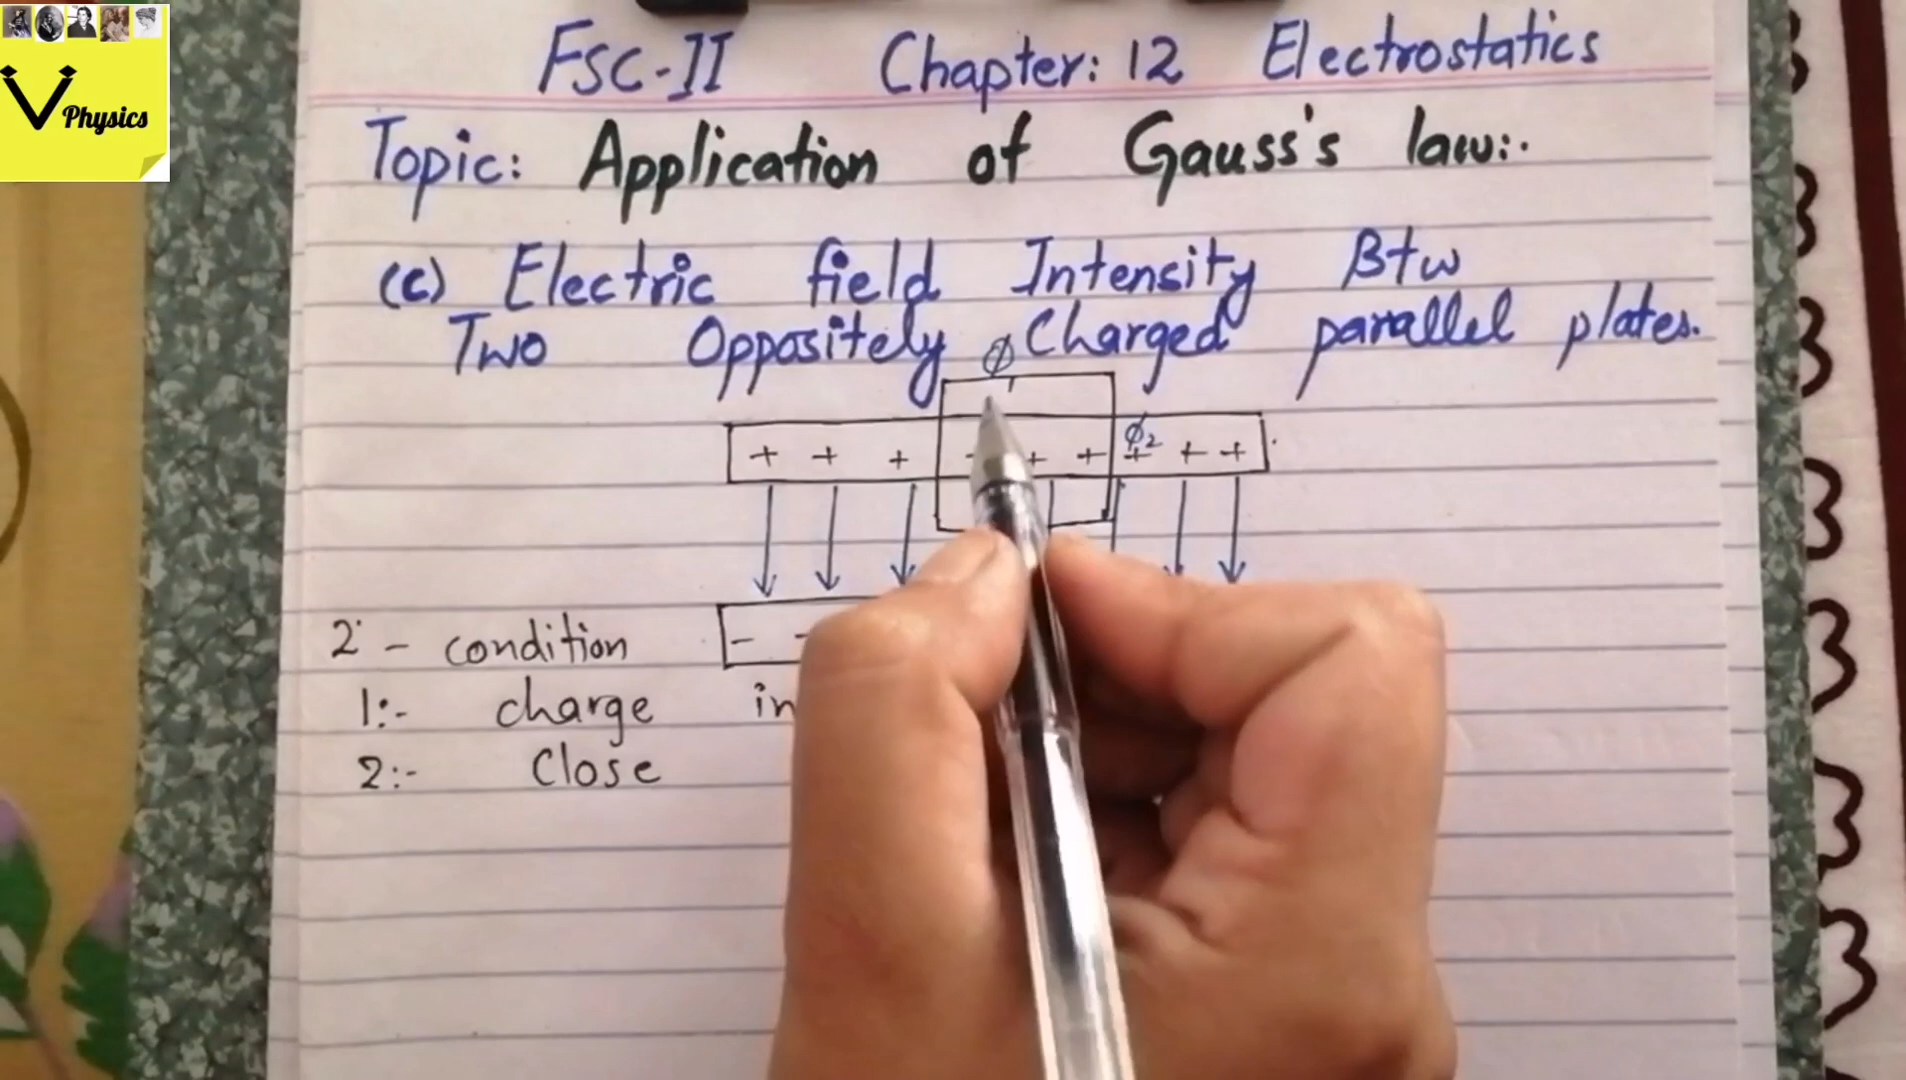 V Physics
FSC-II Chapter: 12 Electrostatics
Topic: Application of Gauss's law:.
(c) Electric field Intensity Btw
Two Oppositely Charged parallel plates.
ϕ
+ + + + + + + +
ϕ2
2 - condition
1:- charge in
2:- Close